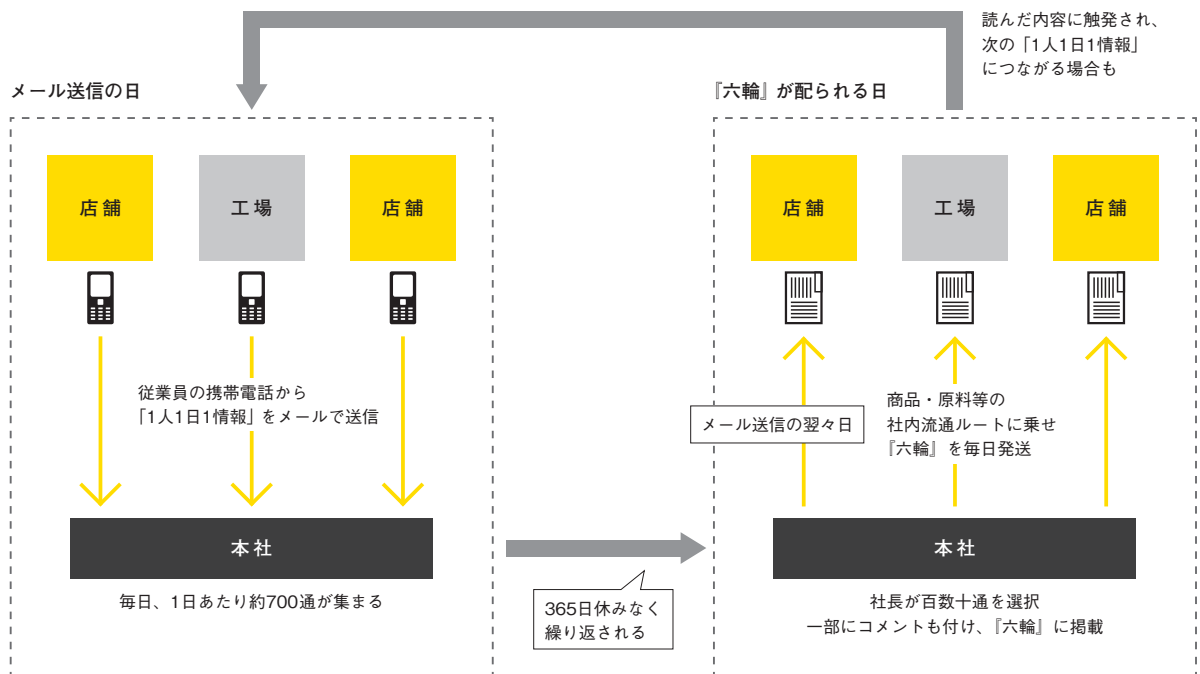 読んだ内容に触発され、
次の「1人1日1情報」
につながる場合も
メール送信の日
店舗
工場
店舗
従業員の携帯電話から
「1人1日1情報」をメールで送信
本社
毎日、1日あたり約700通が集まる
365日休みなく
繰り返される
『六輪』が配られる日
店舗
工場
店舗
メール送信の翌々日
商品・原料等の
社内流通ルートに乗せ
『六輪』を毎日発送
本社
社長が百数十通を選択
一部にコメントも付け、『六輪』に掲載